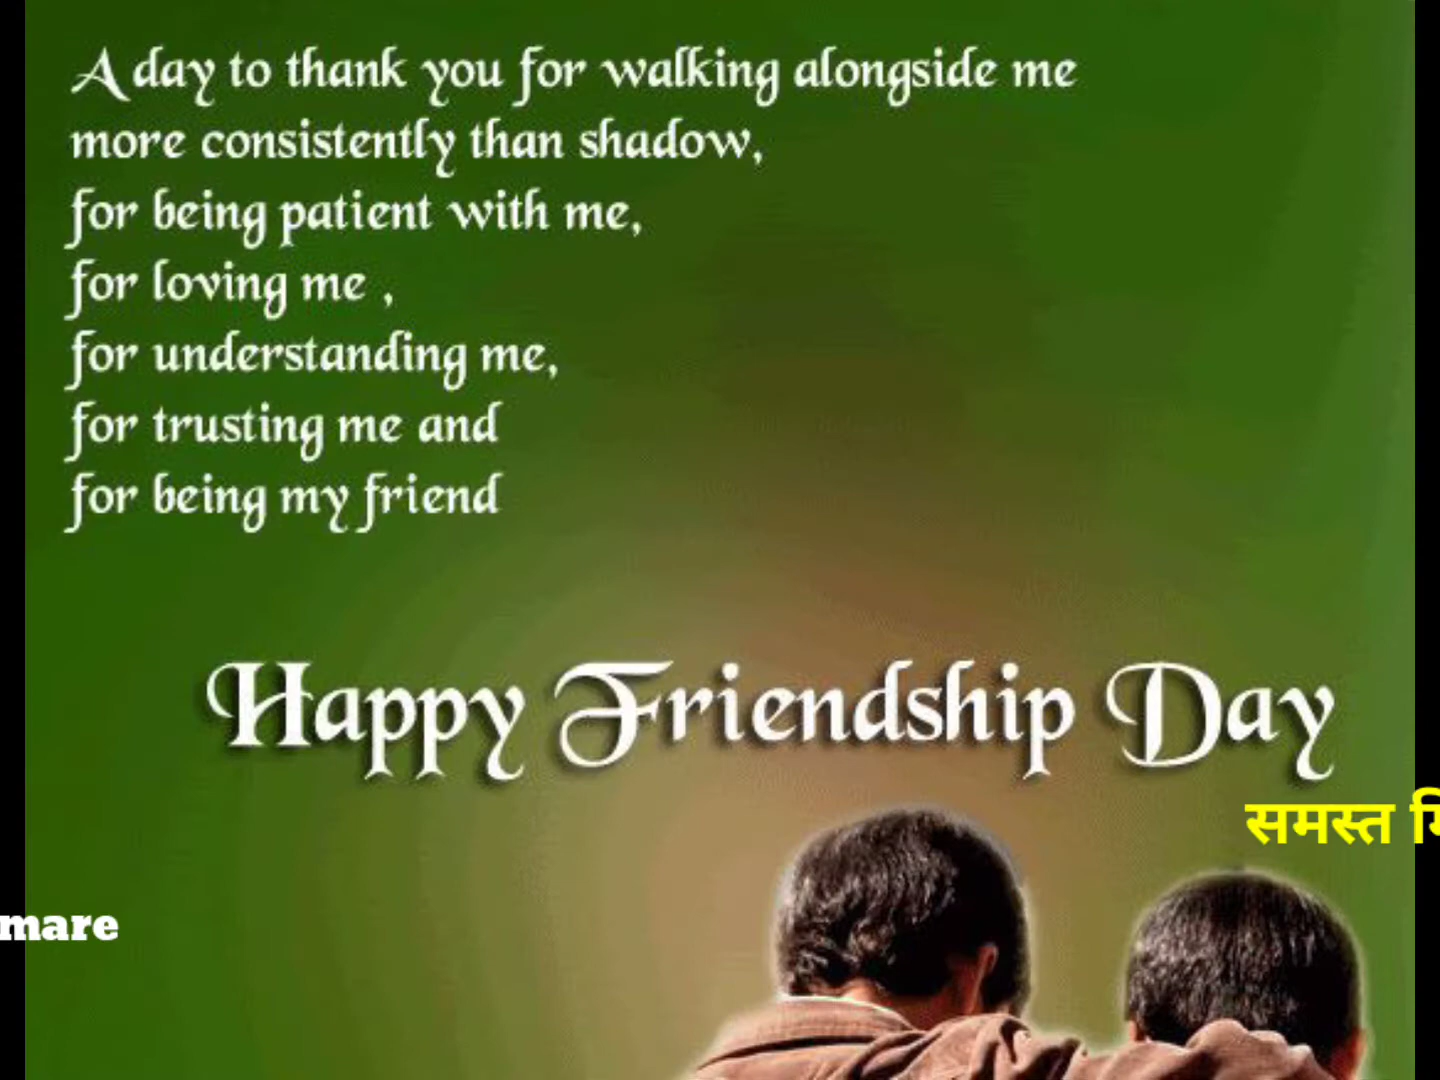 A day to thank you for walking alongside me
more consistently than shadow,
for being patient with me,
for loving me ,
for understanding me,
for trusting me and
for being my friend
Happy Friendship Day
समस्त
mare